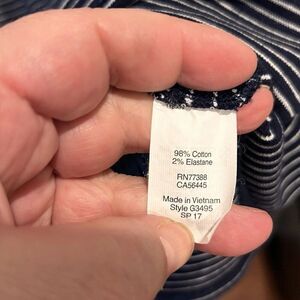 98% Cotton
2% Elastane
RN77388
CA56445
Made in Vietnam
Style G3495
SP 17